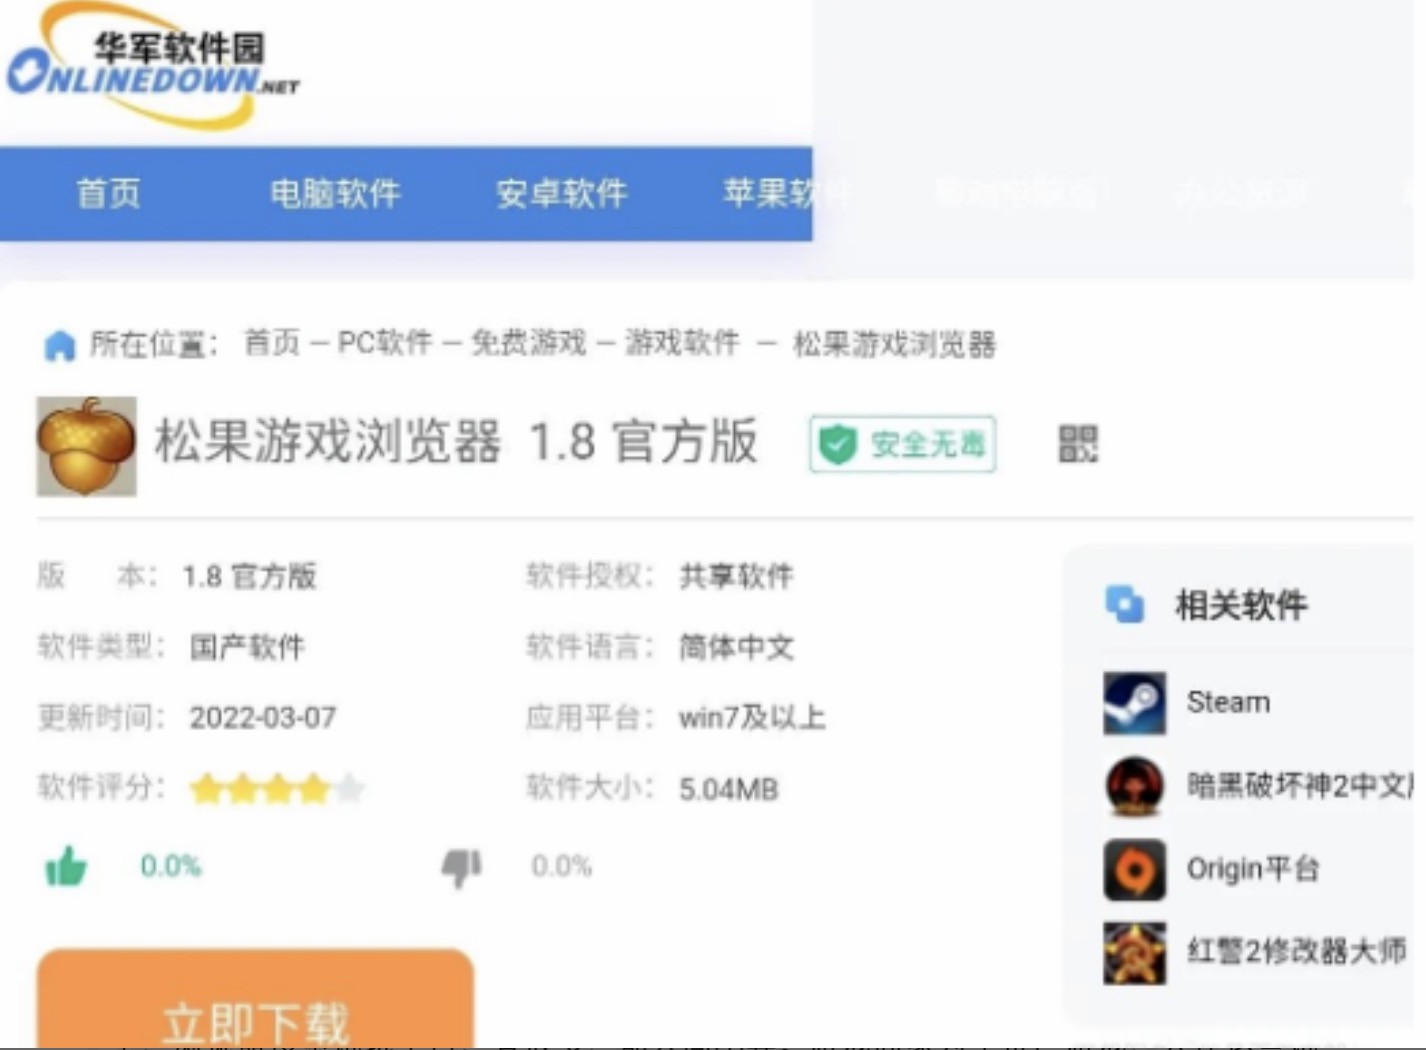 华军软件园
ONLINEDOWN.NET
首页 电脑软件 安卓软件 苹果软件
所在位置： 首页 — PC软件 — 免费游戏 — 游戏软件 — 松果游戏浏览器
松果游戏浏览器 1.8 官方版 安全无毒
版 本： 1.8 官方版 软件授权： 共享软件
软件类型： 国产软件 软件语言： 简体中文
更新时间： 2022-03-07 应用平台： win7及以上
软件评分： 软件大小： 5.04MB
0.0% 0.0%
立即下载
相关软件
Steam
暗黑破坏神2中文
Origin平台
红警2修改器大师